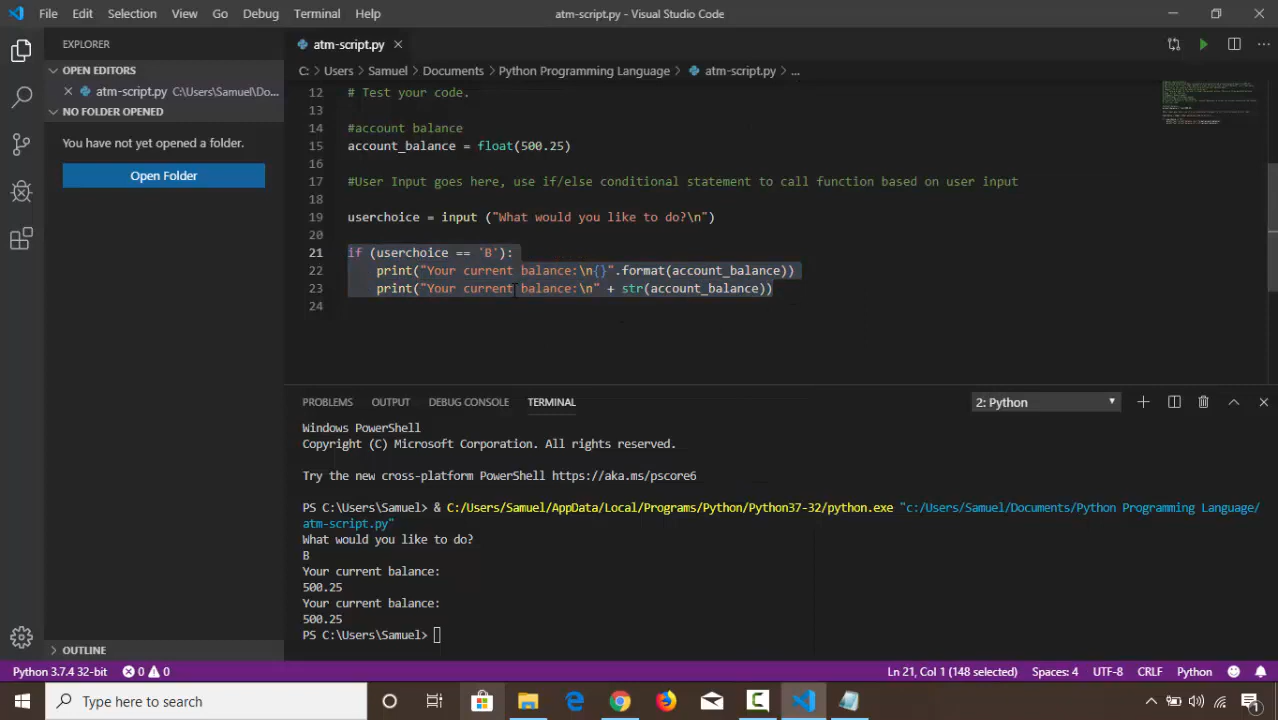 File Edit Selection View Go Debug Terminal Help atm-script.py - Visual Studio Code
EXPLORER
OPEN EDITORS
atm-script.py C:\Users\Samuel\Do...
NO FOLDER OPENED
You have not yet opened a folder.
Open Folder
OUTLINE
atm-script.py
C: > Users > Samuel > Documents > Python Programming Language > atm-script.py > ...
12 # Test your code.
13
14 #account balance
15 account_balance = float(500.25)
16
17 #User Input goes here, use if/else conditional statement to call function based on user input
18
19 userchoice = input ("What would you like to do?\n")
20
21 if (userchoice == 'B'):
22 print("Your current balance:\n{}".format(account_balance))
23 print("Your current balance:\n" + str(account_balance))
24
PROBLEMS OUTPUT DEBUG CONSOLE TERMINAL 2: Python
Windows PowerShell
Copyright (C) Microsoft Corporation. All rights reserved.
Try the new cross-platform PowerShell https://aka.ms/pscore6
PS C:\Users\Samuel> & C:/Users/Samuel/AppData/Local/Programs/Python/Python37-32/python.exe "c:/Users/Samuel/Documents/Python Programming Language/
atm-script.py"
What would you like to do?
B
Your current balance:
500.25
Your current balance:
500.25
PS C:\Users\Samuel>
Python 3.7.4 32-bit 0 0 Ln 21, Col 1 (148 selected) Spaces: 4 UTF-8 CRLF Python
Type here to search
1